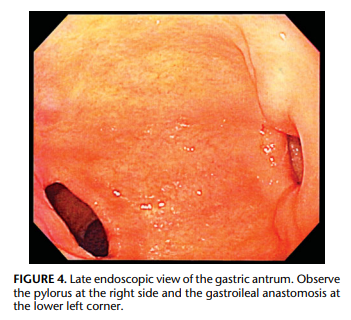 FIGURE 4. Late endoscopic view of the gastric antrum. Observe
the pylorus at the right side and the gastroileal anastomosis at
the lower left corner.